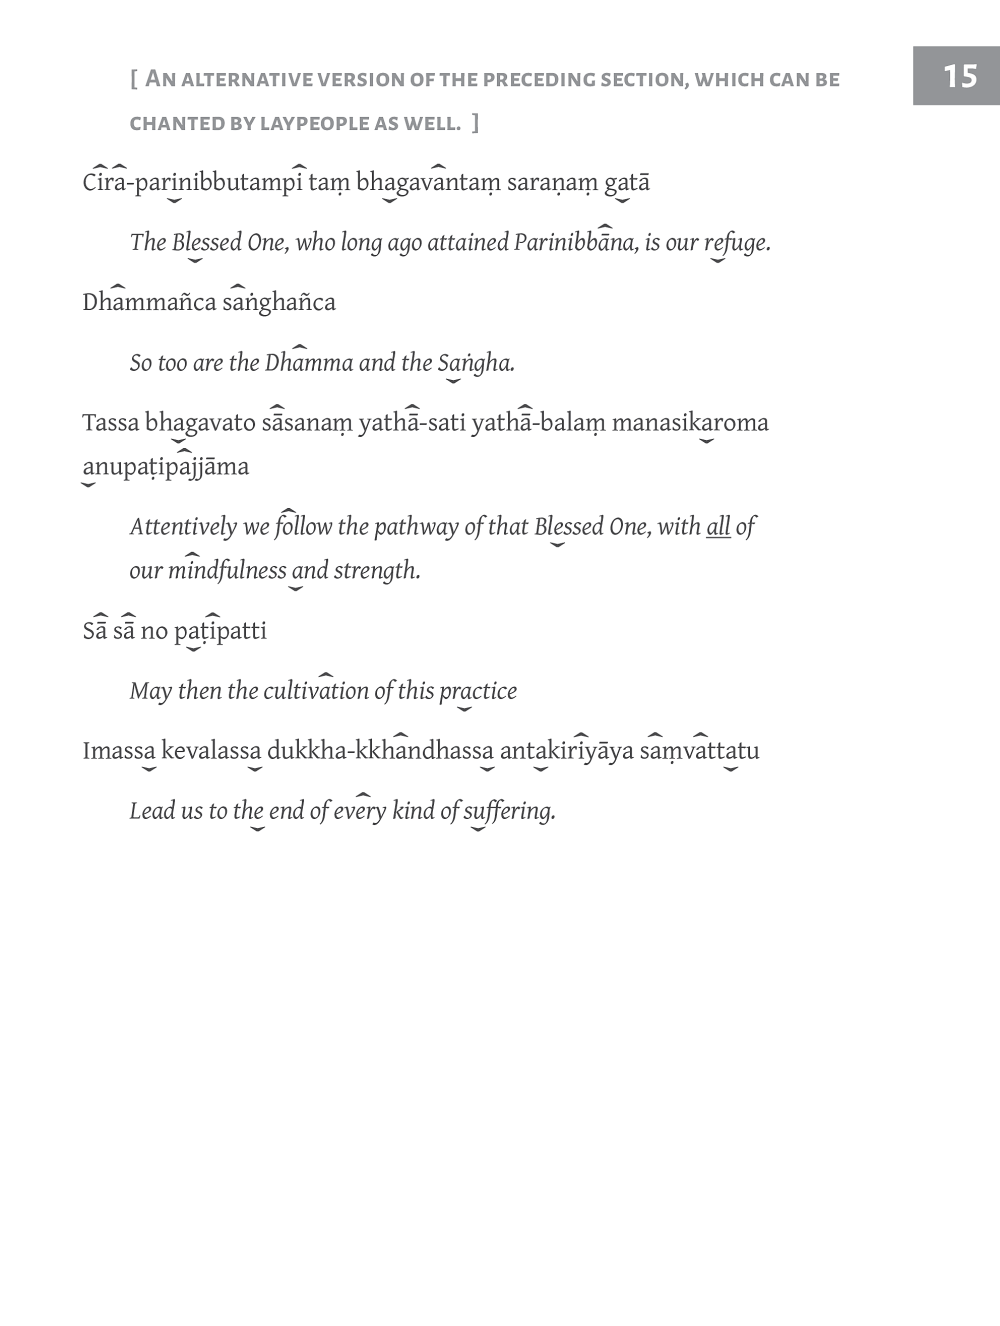 [ An alternative version of the preceding section, which can be
15
chanted by laypeople as well. ]
Cira-parinibbutampi taṃ bhagavantaṃ saraṇaṃ gatā
The Blessed One, who long ago attained Parinibbāna, is our refuge.
Dhammañca saṅghañca
So too are the Dhamma and the Saṅgha.
Tassa bhagavato sāsanaṃ yathā-sati yathā-balaṃ manasikaroma
anupaṭipajjāma
Attentively we follow the pathway of that Blessed One, with all of
our mindfulness and strength.
Sā sā no paṭipatti
May then the cultivation of this practice
Imassa kevalassa dukkha-kkhandhassa antakiriyāya saṃvattatu
Lead us to the end of every kind of suffering.